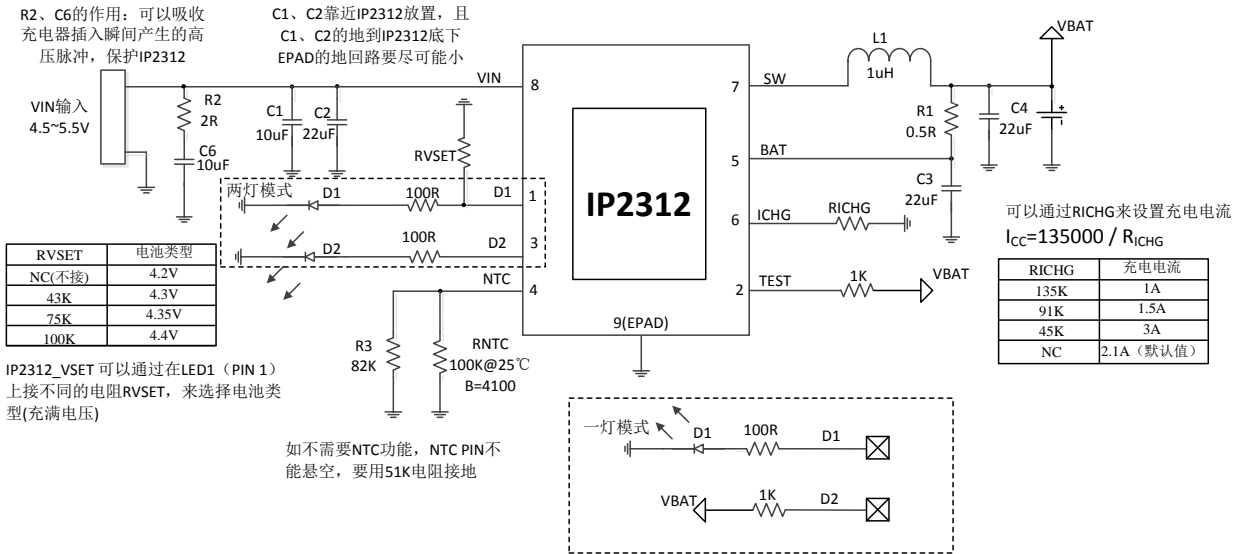 R2、C6的作用：可以吸收
充电器插入瞬间产生的高
压脉冲，保护IP2312
C1、C2靠近IP2312放置，且
C1、C2的地到IP2312底下
EPAD的地回路要尽可能小
VIN输入
4.5~5.5V
R2
2R
C6
10uF
C1
10uF
C2
22uF
VIN
8
RVSET
两灯模式
D1
100R
D1
1
D2
100R
D2
3
NTC
4
IP2312
9(EPAD)
7
SW
L1
1uH
VBAT
R1
0.5R
C4
22uF
+
5
BAT
C3
22uF
6
ICHG
RICHG
2
TEST
1K
VBAT
RVSET 电池类型
NC(不接) 4.2V
43K 4.3V
75K 4.35V
100K 4.4V
IP2312_VSET 可以通过在LED1（PIN 1）
上接不同的电阻RVSET，来选择电池类
型(充满电压)
R3
82K
RNTC
100K@25℃
B=4100
如不需要NTC功能，NTC PIN不
能悬空，要用51K电阻接地
可以通过RICHG来设置充电电流
ICC=135000 / RICHG
RICHG 充电电流
135K 1A
91K 1.5A
45K 3A
NC 2.1A（默认值）
一灯模式
D1
100R
D1
VBAT
1K
D2